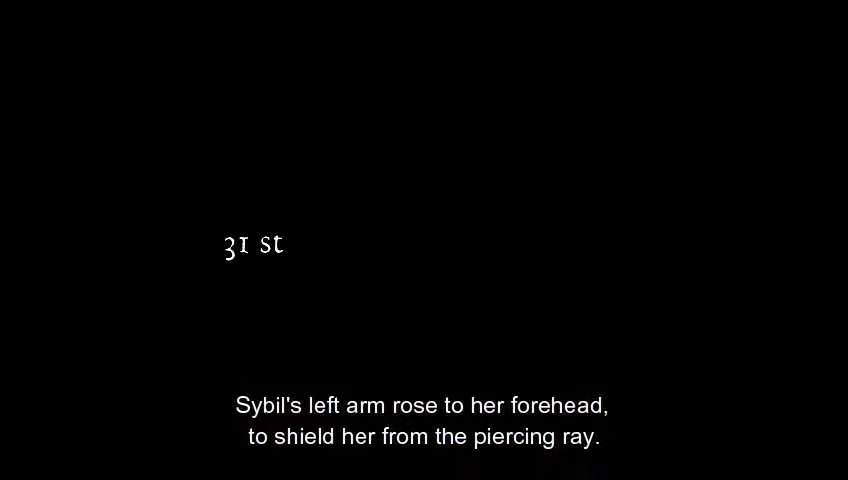 31 st
Sybil's left arm rose to her forehead,
to shield her from the piercing ray.